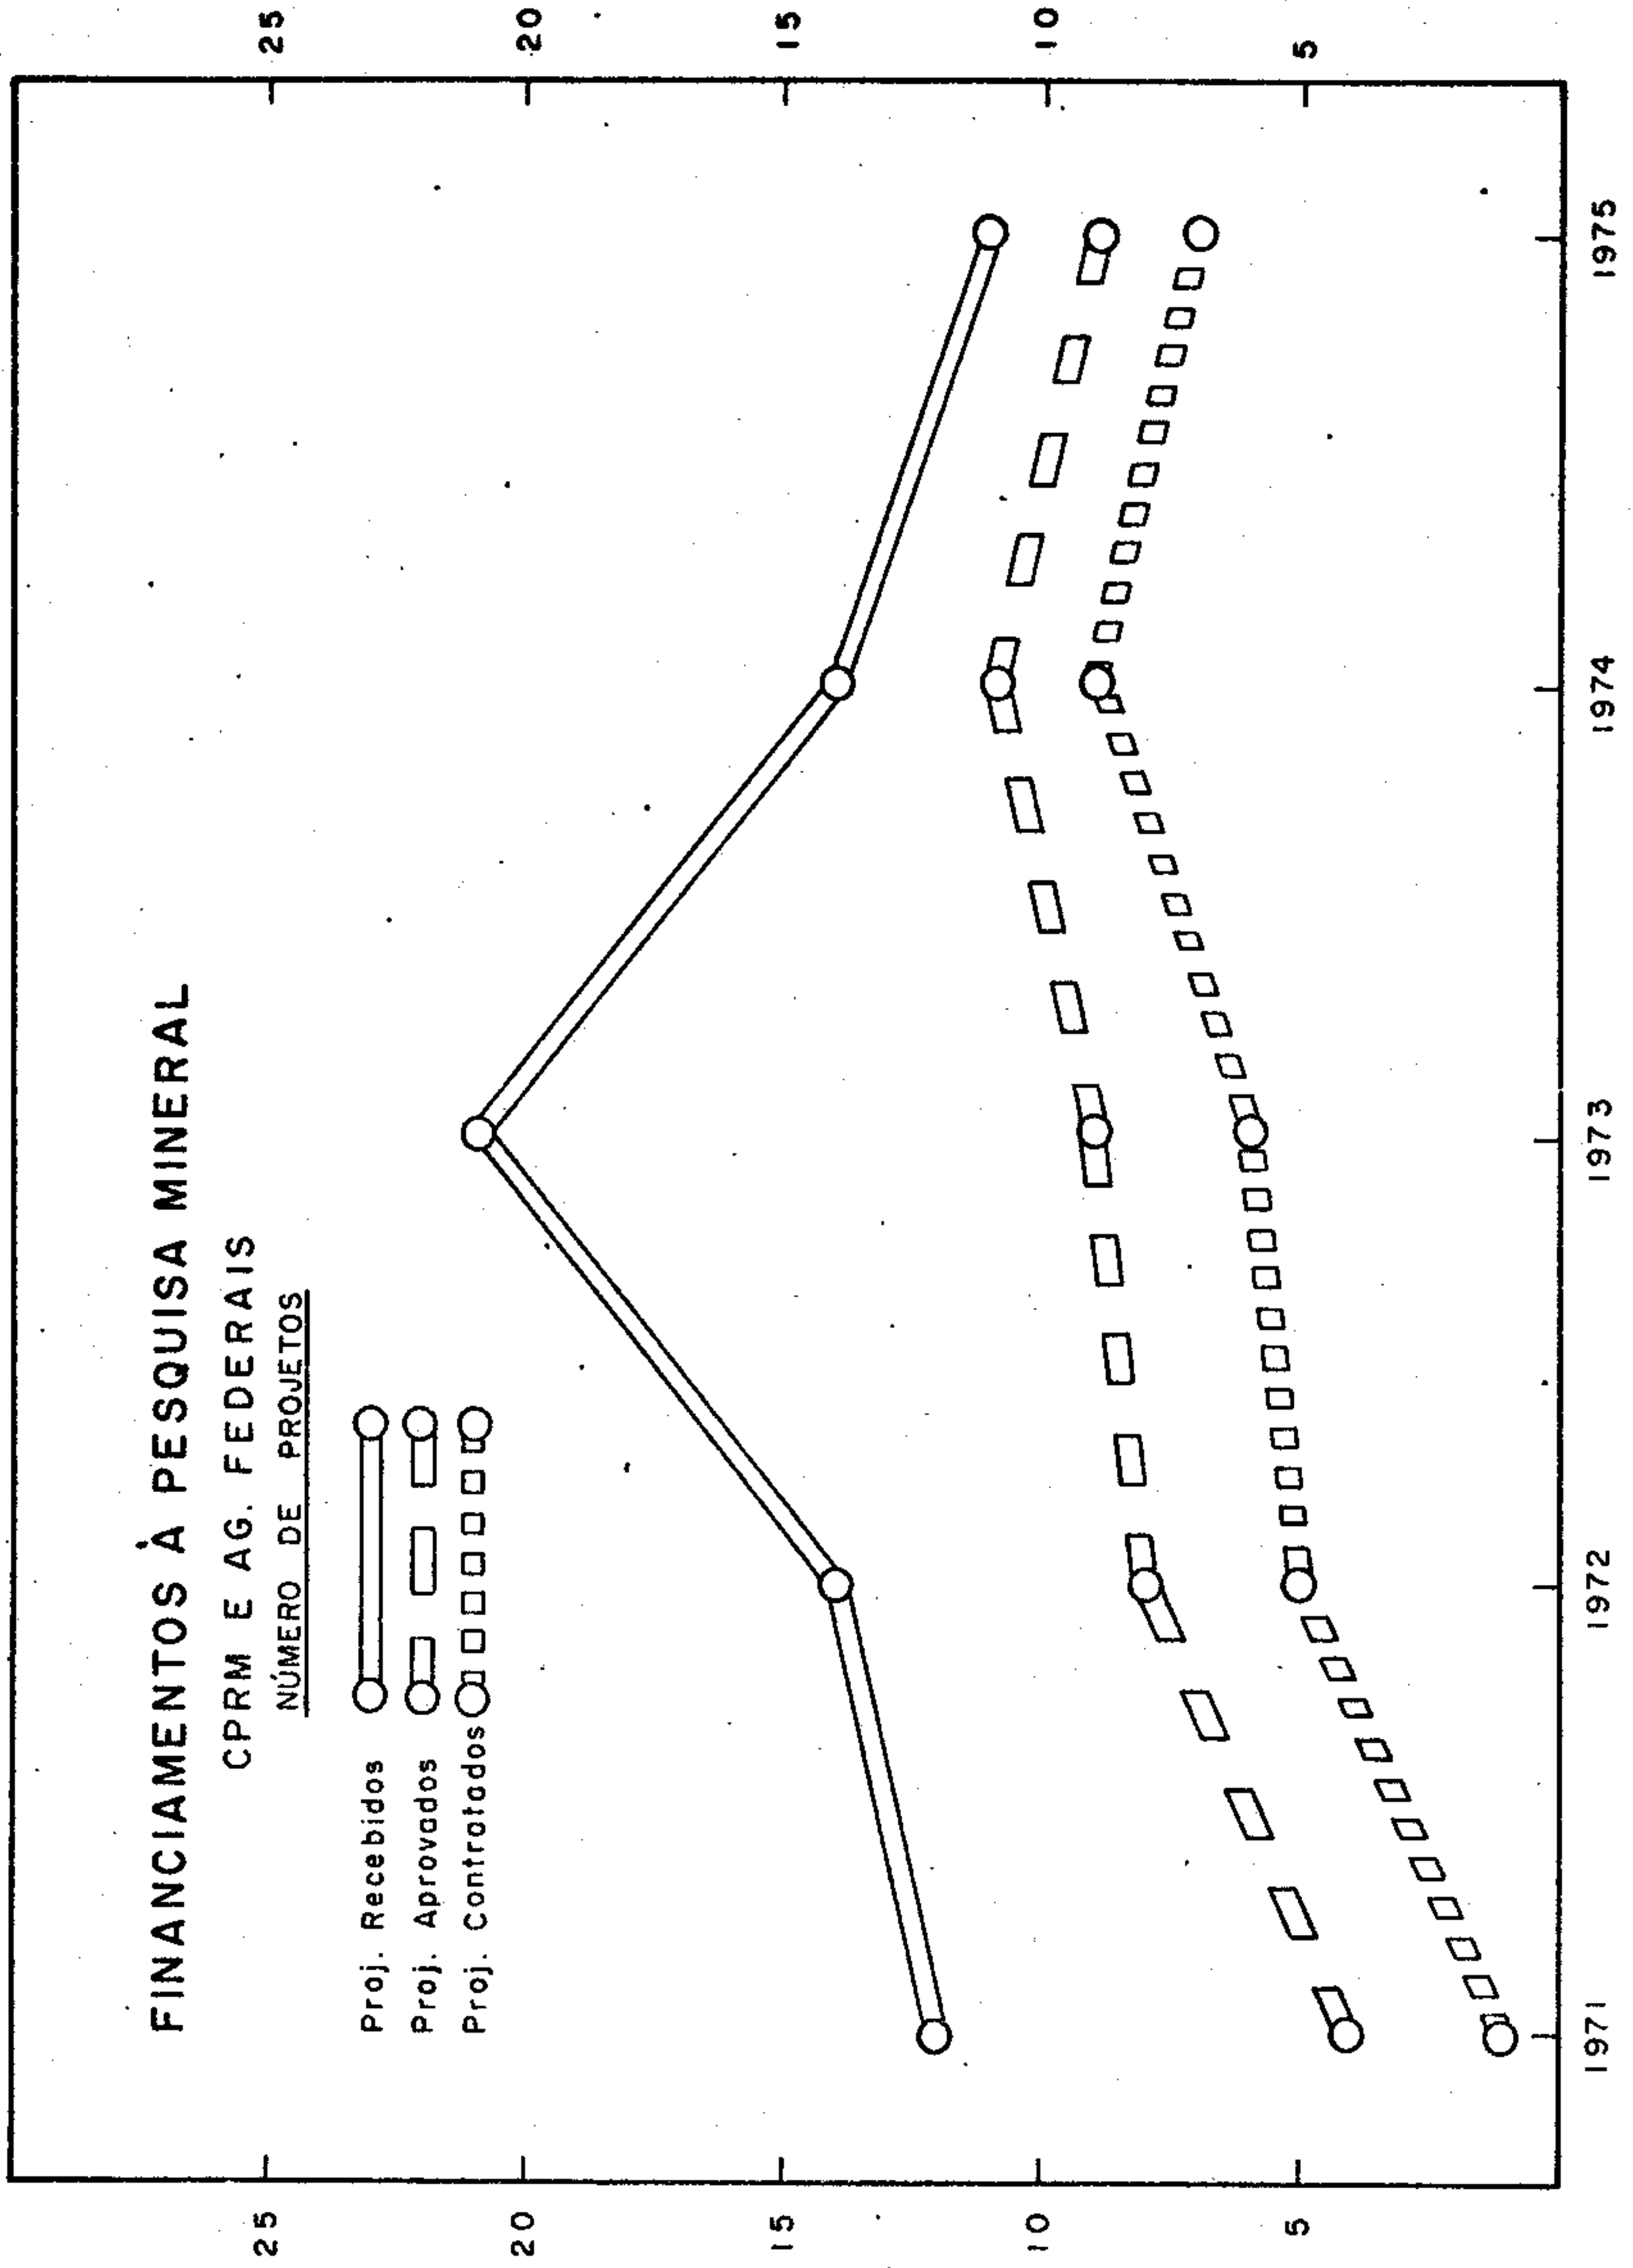 FINANCIAMENTOS À PESQUISA MINERAL
CPRM E AG. FEDERAIS
NÚMERO DE PROJETOS
Proj. Recebidos
Proj. Aprovados
Proj. Contratados
25
20
15
10
5
25
20
15
10
5
1971
1972
1973
1974
1975